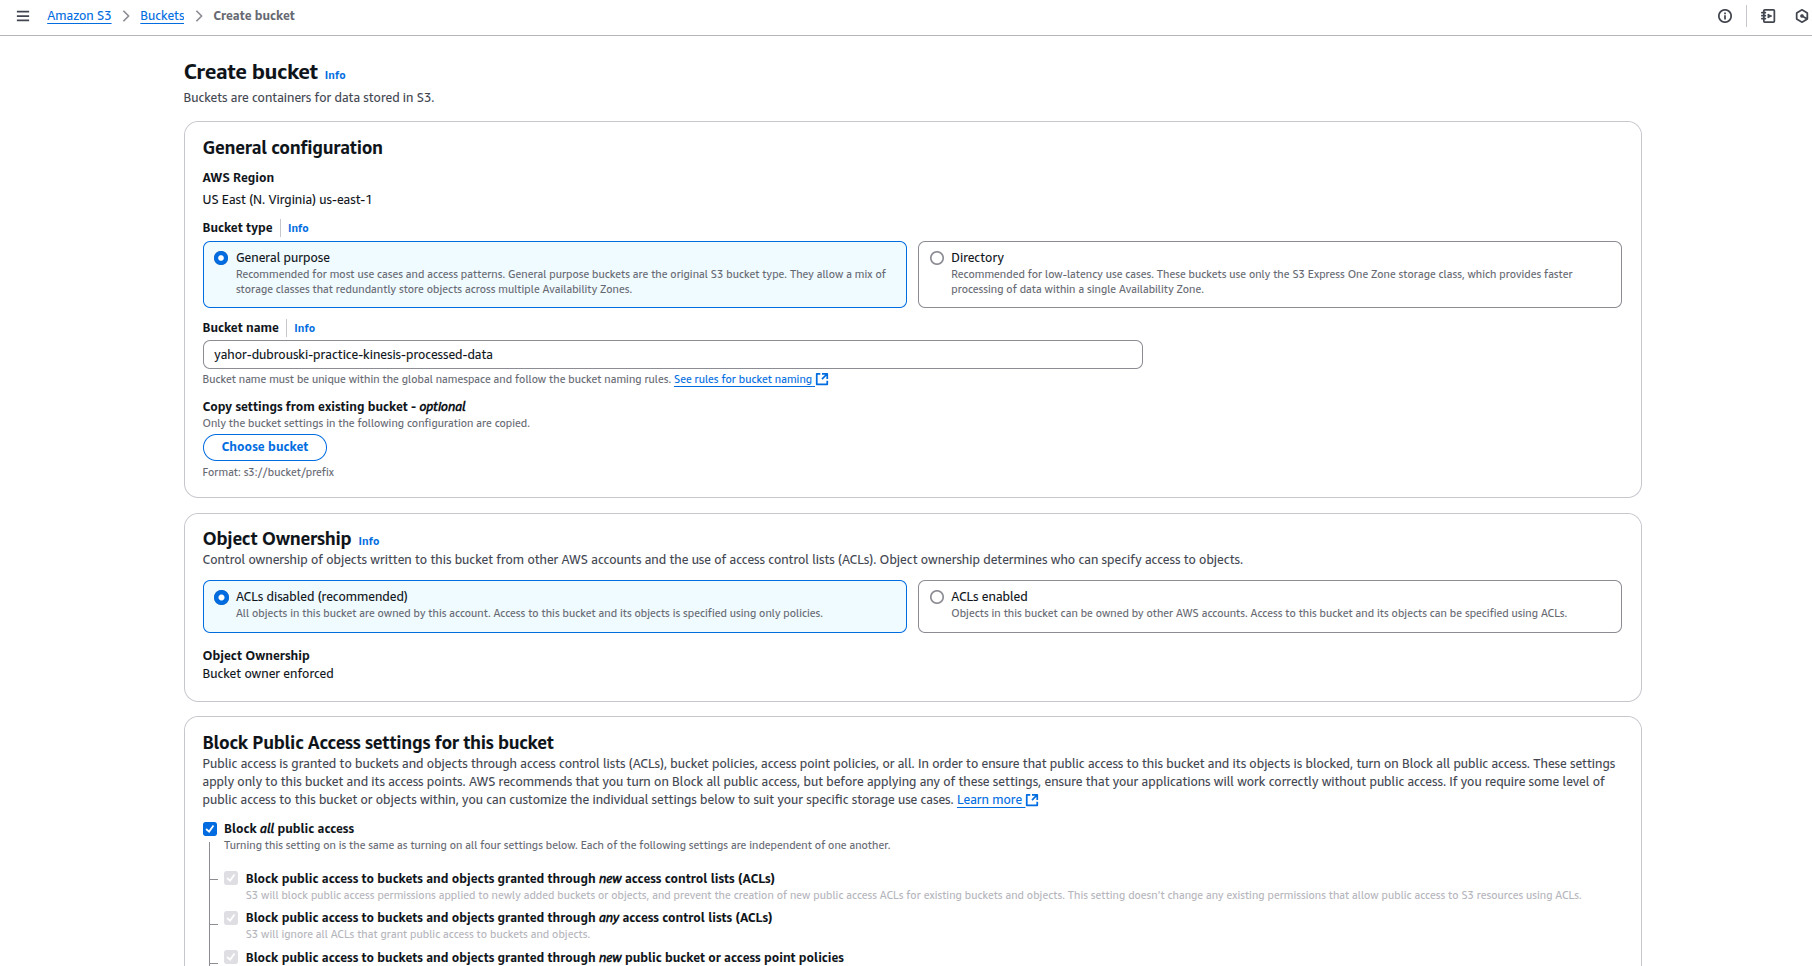 Amazon S3 > Buckets > Create bucket
Create bucket Info
Buckets are containers for data stored in S3.
General configuration
AWS Region
US East (N. Virginia) us-east-1
Bucket type Info
General purpose
Recommended for most use cases and access patterns. General purpose buckets are the original S3 bucket type. They allow a mix of
storage classes that redundantly store objects across multiple Availability Zones.
Directory
Recommended for low-latency use cases. These buckets use only the S3 Express One Zone storage class, which provides faster
processing of data within a single Availability Zone.
Bucket name Info
yahor-dubrouski-practice-kinesis-processed-data
Bucket name must be unique within the global namespace and follow the bucket naming rules. See rules for bucket naming
Copy settings from existing bucket - optional
Only the bucket settings in the following configuration are copied.
Choose bucket
Format: s3://bucket/prefix
Object Ownership Info
Control ownership of objects written to this bucket from other AWS accounts and the use of access control lists (ACLs). Object ownership determines who can specify access to objects.
ACLs disabled (recommended)
All objects in this bucket are owned by this account. Access to this bucket and its objects is specified using only policies.
ACLs enabled
Objects in this bucket can be owned by other AWS accounts. Access to this bucket and its objects can be specified using ACLs.
Object Ownership
Bucket owner enforced
Block Public Access settings for this bucket
Public access is granted to buckets and objects through access control lists (ACLs), bucket policies, access point policies, or all. In order to ensure that public access to this bucket and its objects is blocked, turn on Block all public access. These settings
apply only to this bucket and its access points. AWS recommends that you turn on Block all public access, but before applying any of these settings, ensure that your applications will work correctly without public access. If you require some level of
public access to this bucket or objects within, you can customize the individual settings below to suit your specific storage use cases. Learn more
Block all public access
Turning this setting on is the same as turning on all four settings below. Each of the following settings are independent of one another.
Block public access to buckets and objects granted through new access control lists (ACLs)
S3 will block public access permissions applied to newly added buckets or objects, and prevent the creation of new public access ACLs for existing buckets and objects. This setting doesn't change any existing permissions that allow public access to S3 resources using ACLs.
Block public access to buckets and objects granted through any access control lists (ACLs)
S3 will ignore all ACLs that grant public access to buckets and objects.
Block public access to buckets and objects granted through new public bucket or access point policies